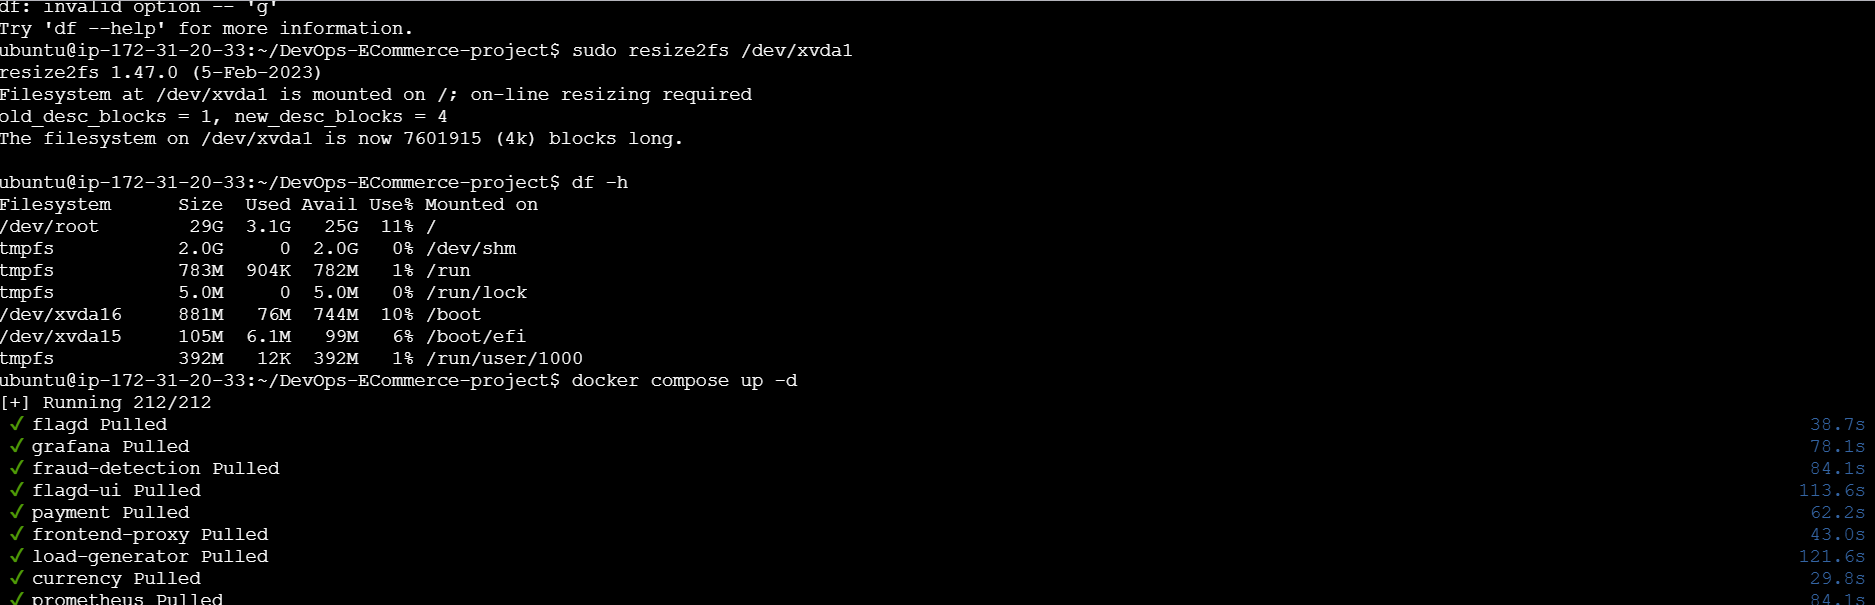 df: invalid option -- 'g'
Try 'df --help' for more information.
ubuntu@ip-172-31-20-33:~/DevOps-ECommerce-project$ sudo resize2fs /dev/xvda1
resize2fs 1.47.0 (5-Feb-2023)
Filesystem at /dev/xvda1 is mounted on /; on-line resizing required
old_desc_blocks = 1, new_desc_blocks = 4
The filesystem on /dev/xvda1 is now 7601915 (4k) blocks long.
ubuntu@ip-172-31-20-33:~/DevOps-ECommerce-project$ df -h
Filesystem      Size  Used Avail Use% Mounted on
/dev/root        29G  3.1G   25G  11% /
tmpfs           2.0G     0  2.0G   0% /dev/shm
tmpfs           783M  904K  782M   1% /run
tmpfs           5.0M     0  5.0M   0% /run/lock
/dev/xvda16     881M   76M  744M  10% /boot
/dev/xvda15     105M  6.1M   99M   6% /boot/efi
tmpfs           392M   12K  392M   1% /run/user/1000
ubuntu@ip-172-31-20-33:~/DevOps-ECommerce-project$ docker compose up -d
[+] Running 212/212
✓ flagd Pulled 38.7s
✓ grafana Pulled 78.1s
✓ fraud-detection Pulled 84.1s
✓ flagd-ui Pulled 113.6s
✓ payment Pulled 62.2s
✓ frontend-proxy Pulled 43.0s
✓ load-generator Pulled 121.6s
✓ currency Pulled 29.8s
✓ prometheus Pulled 84.1s